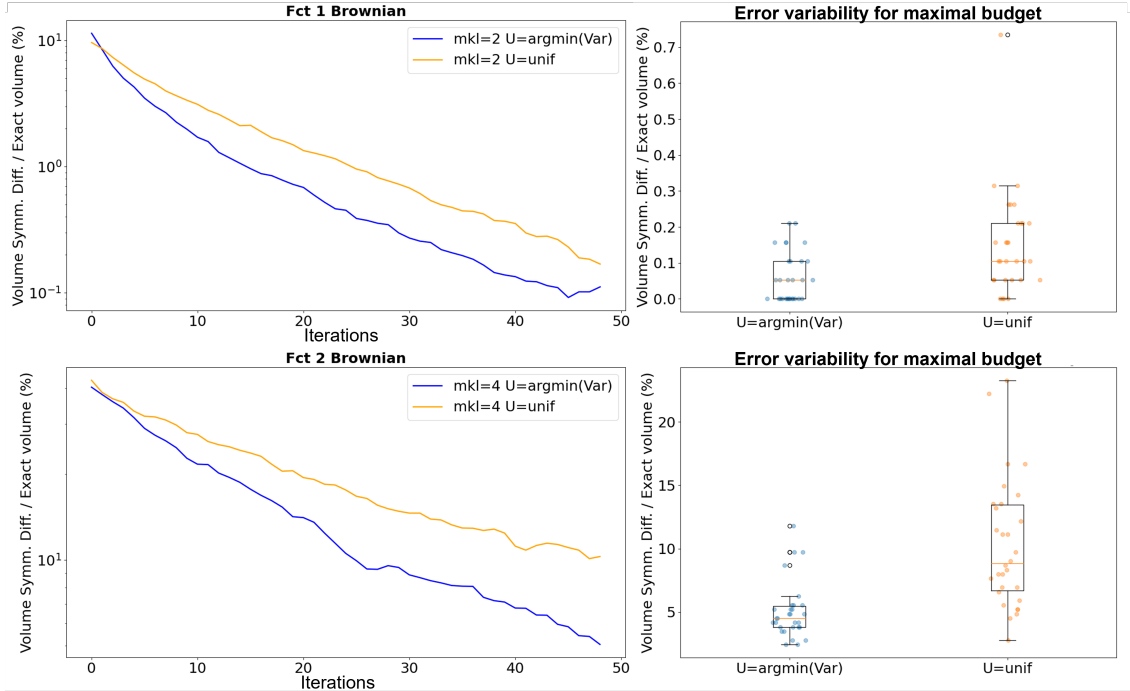 Fct 1 Brownian
Volume Symm. Diff. / Exact volume (%)
10¹
10⁰
10⁻¹
mkl=2 U=argmin(Var)
mkl=2 U=unif
0 10 20 30 40 50
Iterations
Error variability for maximal budget
Volume Symm. Diff. / Exact volume (%)
0.7
0.6
0.5
0.4
0.3
0.2
0.1
0.0
U=argmin(Var) U=unif
Fct 2 Brownian
Volume Symm. Diff. / Exact volume (%)
10¹
mkl=4 U=argmin(Var)
mkl=4 U=unif
0 10 20 30 40 50
Iterations
Error variability for maximal budget
Volume Symm. Diff. / Exact volume (%)
20
15
10
5
U=argmin(Var) U=unif